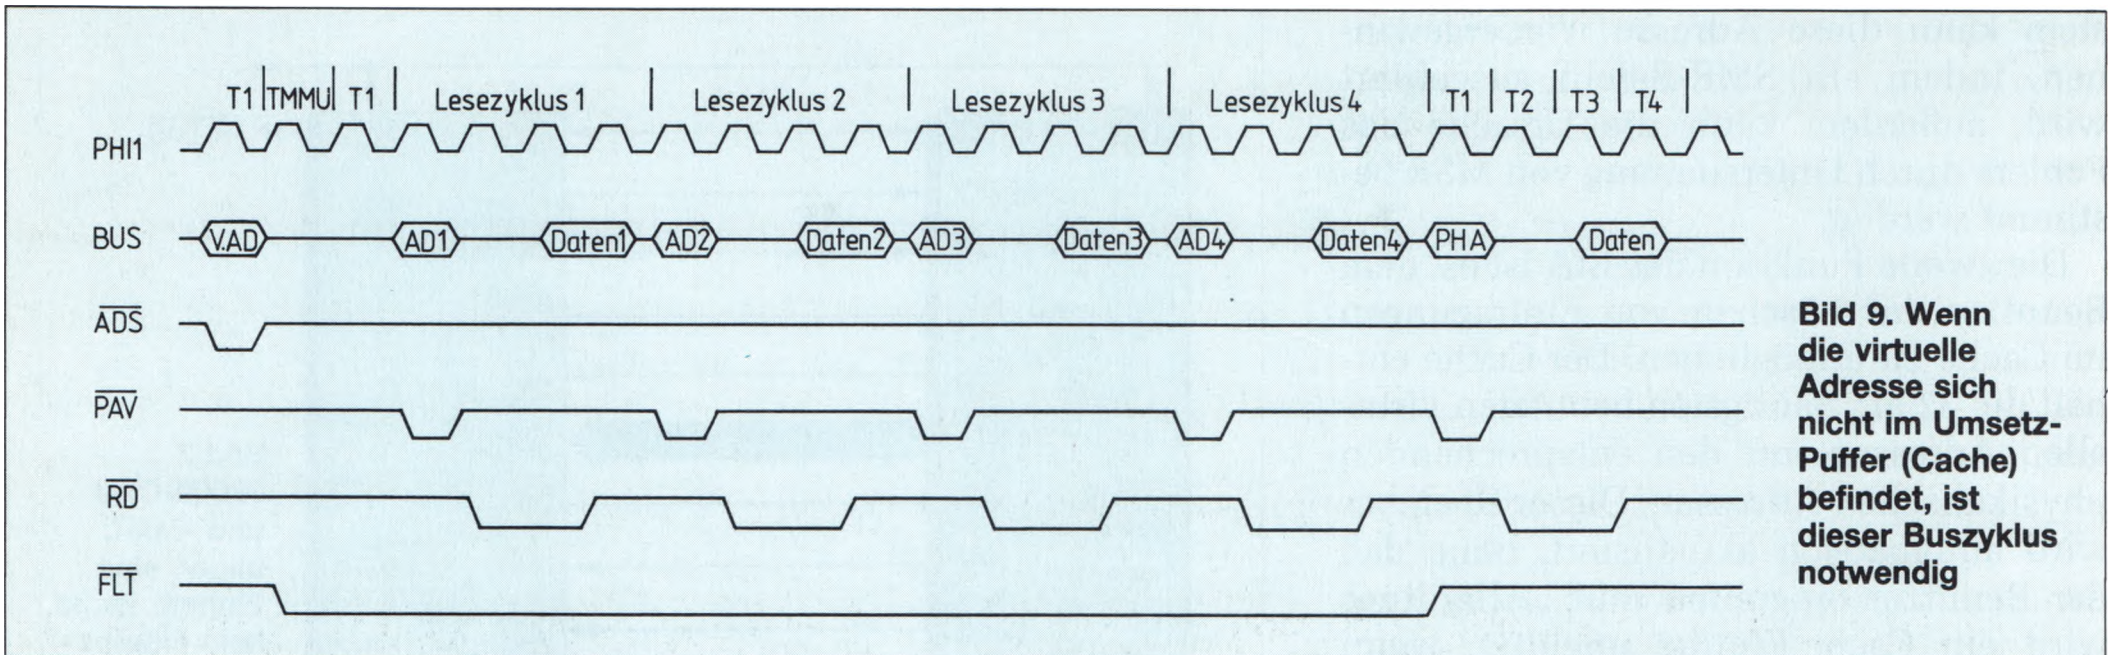 T1 TMMU T1 Lesezyklus 1 Lesezyklus 2 Lesezyklus 3 Lesezyklus 4 T1 T2 T3 T4
PHI1
BUS V.AD AD1 Daten1 AD2 Daten2 AD3 Daten3 AD4 Daten4 PHA Daten
ADS
PAV
RD
FLT
Bild 9. Wenn
die virtuelle
Adresse sich
nicht im Umsetz-
Puffer (Cache)
befindet, ist
dieser Buszyklus
notwendig